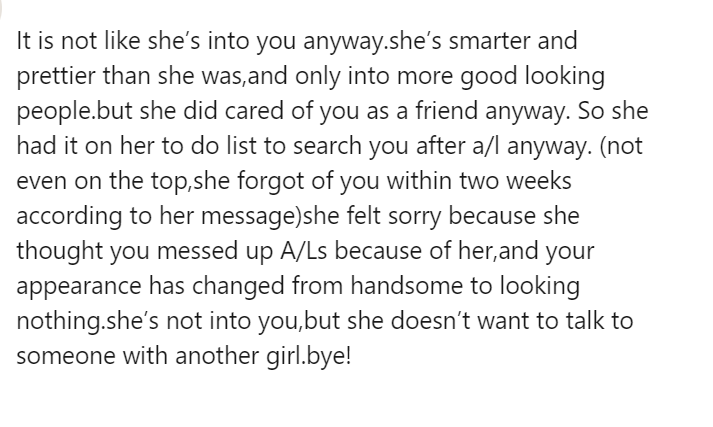 It is not like she's into you anyway.she's smarter and
prettier than she was,and only into more good looking
people.but she did cared of you as a friend anyway. So she
had it on her to do list to search you after a/l anyway. (not
even on the top,she forgot of you within two weeks
according to her message)she felt sorry because she
thought you messed up A/Ls because of her,and your
appearance has changed from handsome to looking
nothing.she's not into you,but she doesn't want to talk to
someone with another girl.bye!